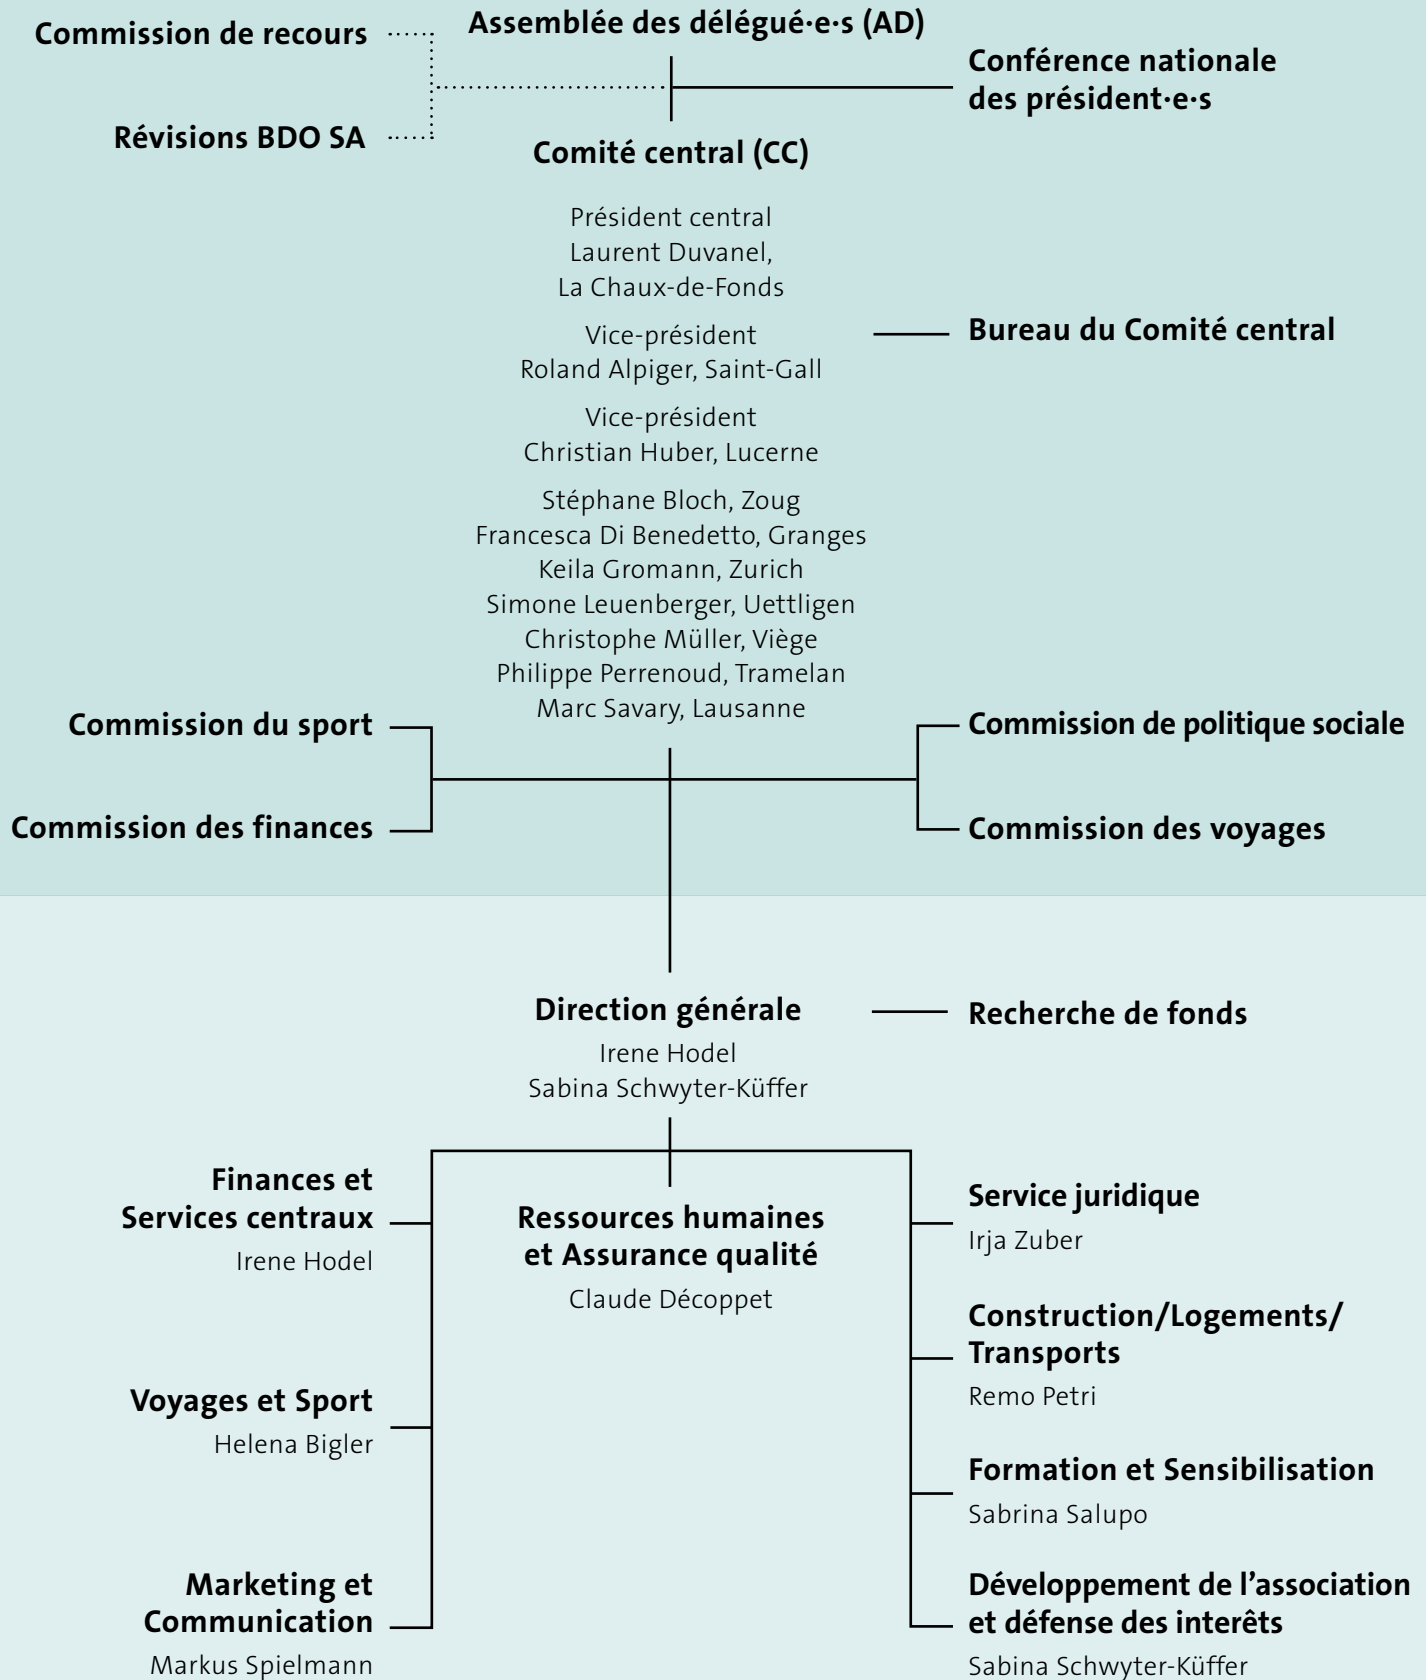 Commission de recours
Assemblée des délégué·e·s (AD)
Conférence nationale
des président·e·s
Révisions BDO SA
Comité central (CC)
Président central
Laurent Duvanel,
La Chaux-de-Fonds
Vice-président
Roland Alpiger, Saint-Gall
Bureau du Comité central
Vice-président
Christian Huber, Lucerne
Stéphane Bloch, Zoug
Francesca Di Benedetto, Granges
Keila Gromann, Zurich
Simone Leuenberger, Uettligen
Christophe Müller, Viège
Philippe Perrenoud, Tramelan
Marc Savary, Lausanne
Commission du sport
Commission des finances
Commission de politique sociale
Commission des voyages
Direction générale
Irene Hodel
Sabina Schwyter-Küffer
Recherche de fonds
Finances et
Services centraux
Irene Hodel
Voyages et Sport
Helena Bigler
Marketing et
Communication
Markus Spielmann
Ressources humaines
et Assurance qualité
Claude Décoppet
Service juridique
Irja Zuber
Construction/Logements/
Transports
Remo Petri
Formation et Sensibilisation
Sabrina Salupo
Développement de l’association
et défense des interêts
Sabina Schwyter-Küffer